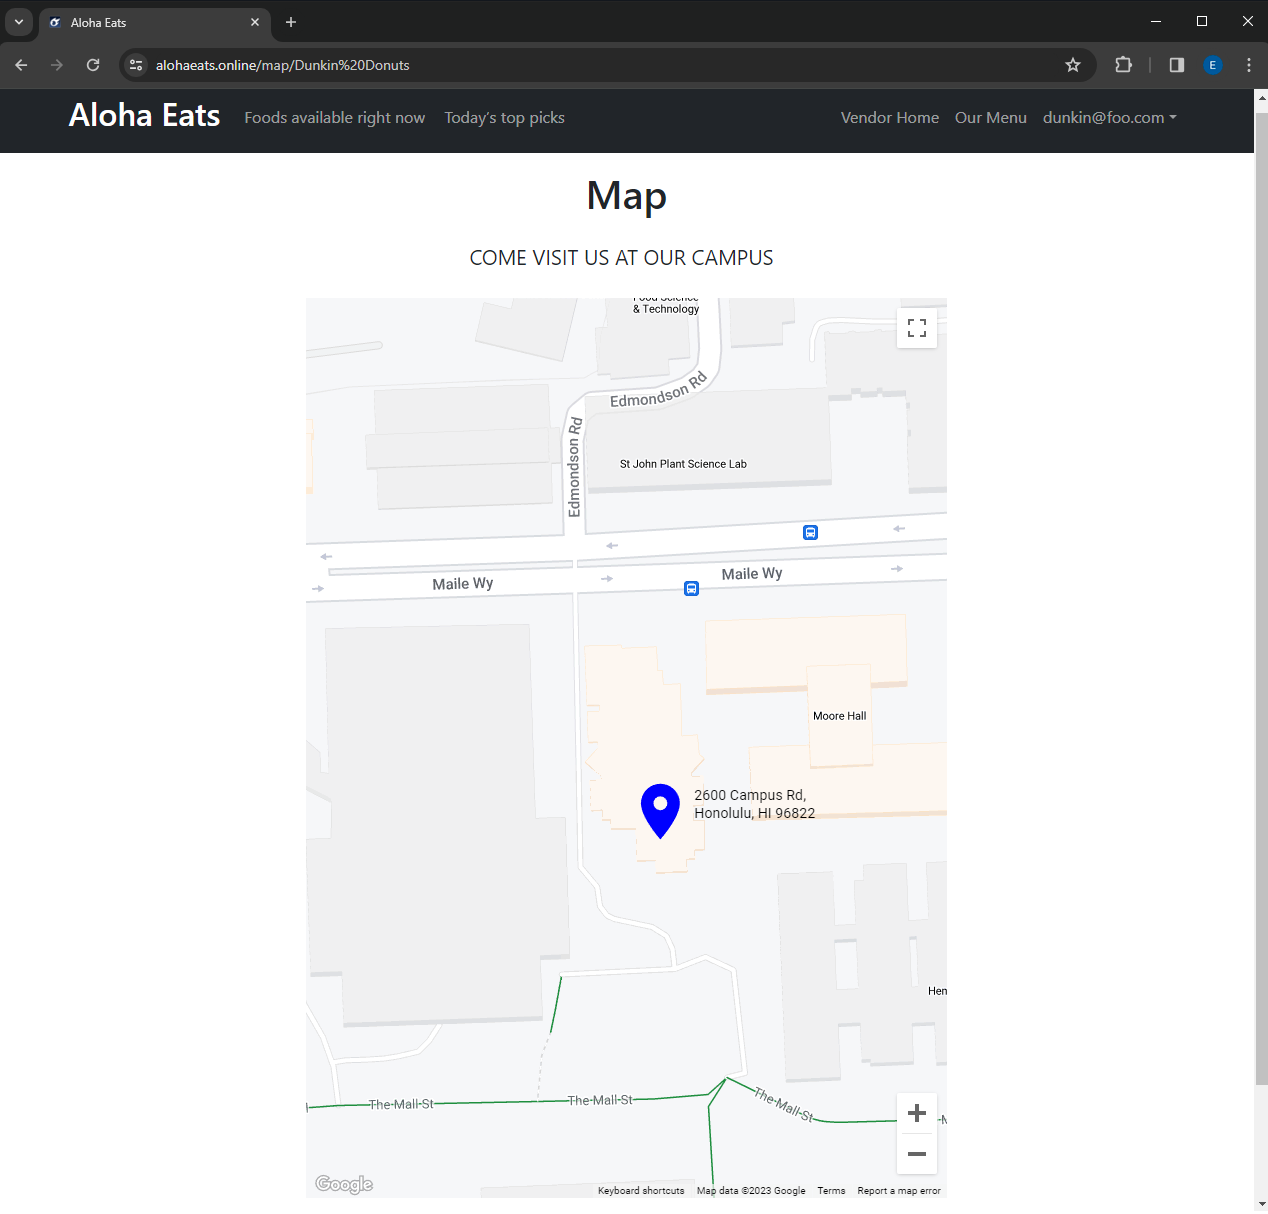 Aloha Eats
alohaeats.online/map/Dunkin%20Donuts
E
Aloha Eats
Foods available right now
Today's top picks
Vendor Home
Our Menu
dunkin@foo.com
Map
COME VISIT US AT OUR CAMPUS
Food Science
& Technology
Edmondson Rd
Edmondson Rd
St John Plant Science Lab
Maile Wy
Maile Wy
Moore Hall
2600 Campus Rd,
Honolulu, HI 96822
Hen
The Mall St
The Mall St
The Mall St
Google
Keyboard shortcuts
Map data ©2023 Google
Terms
Report a map error